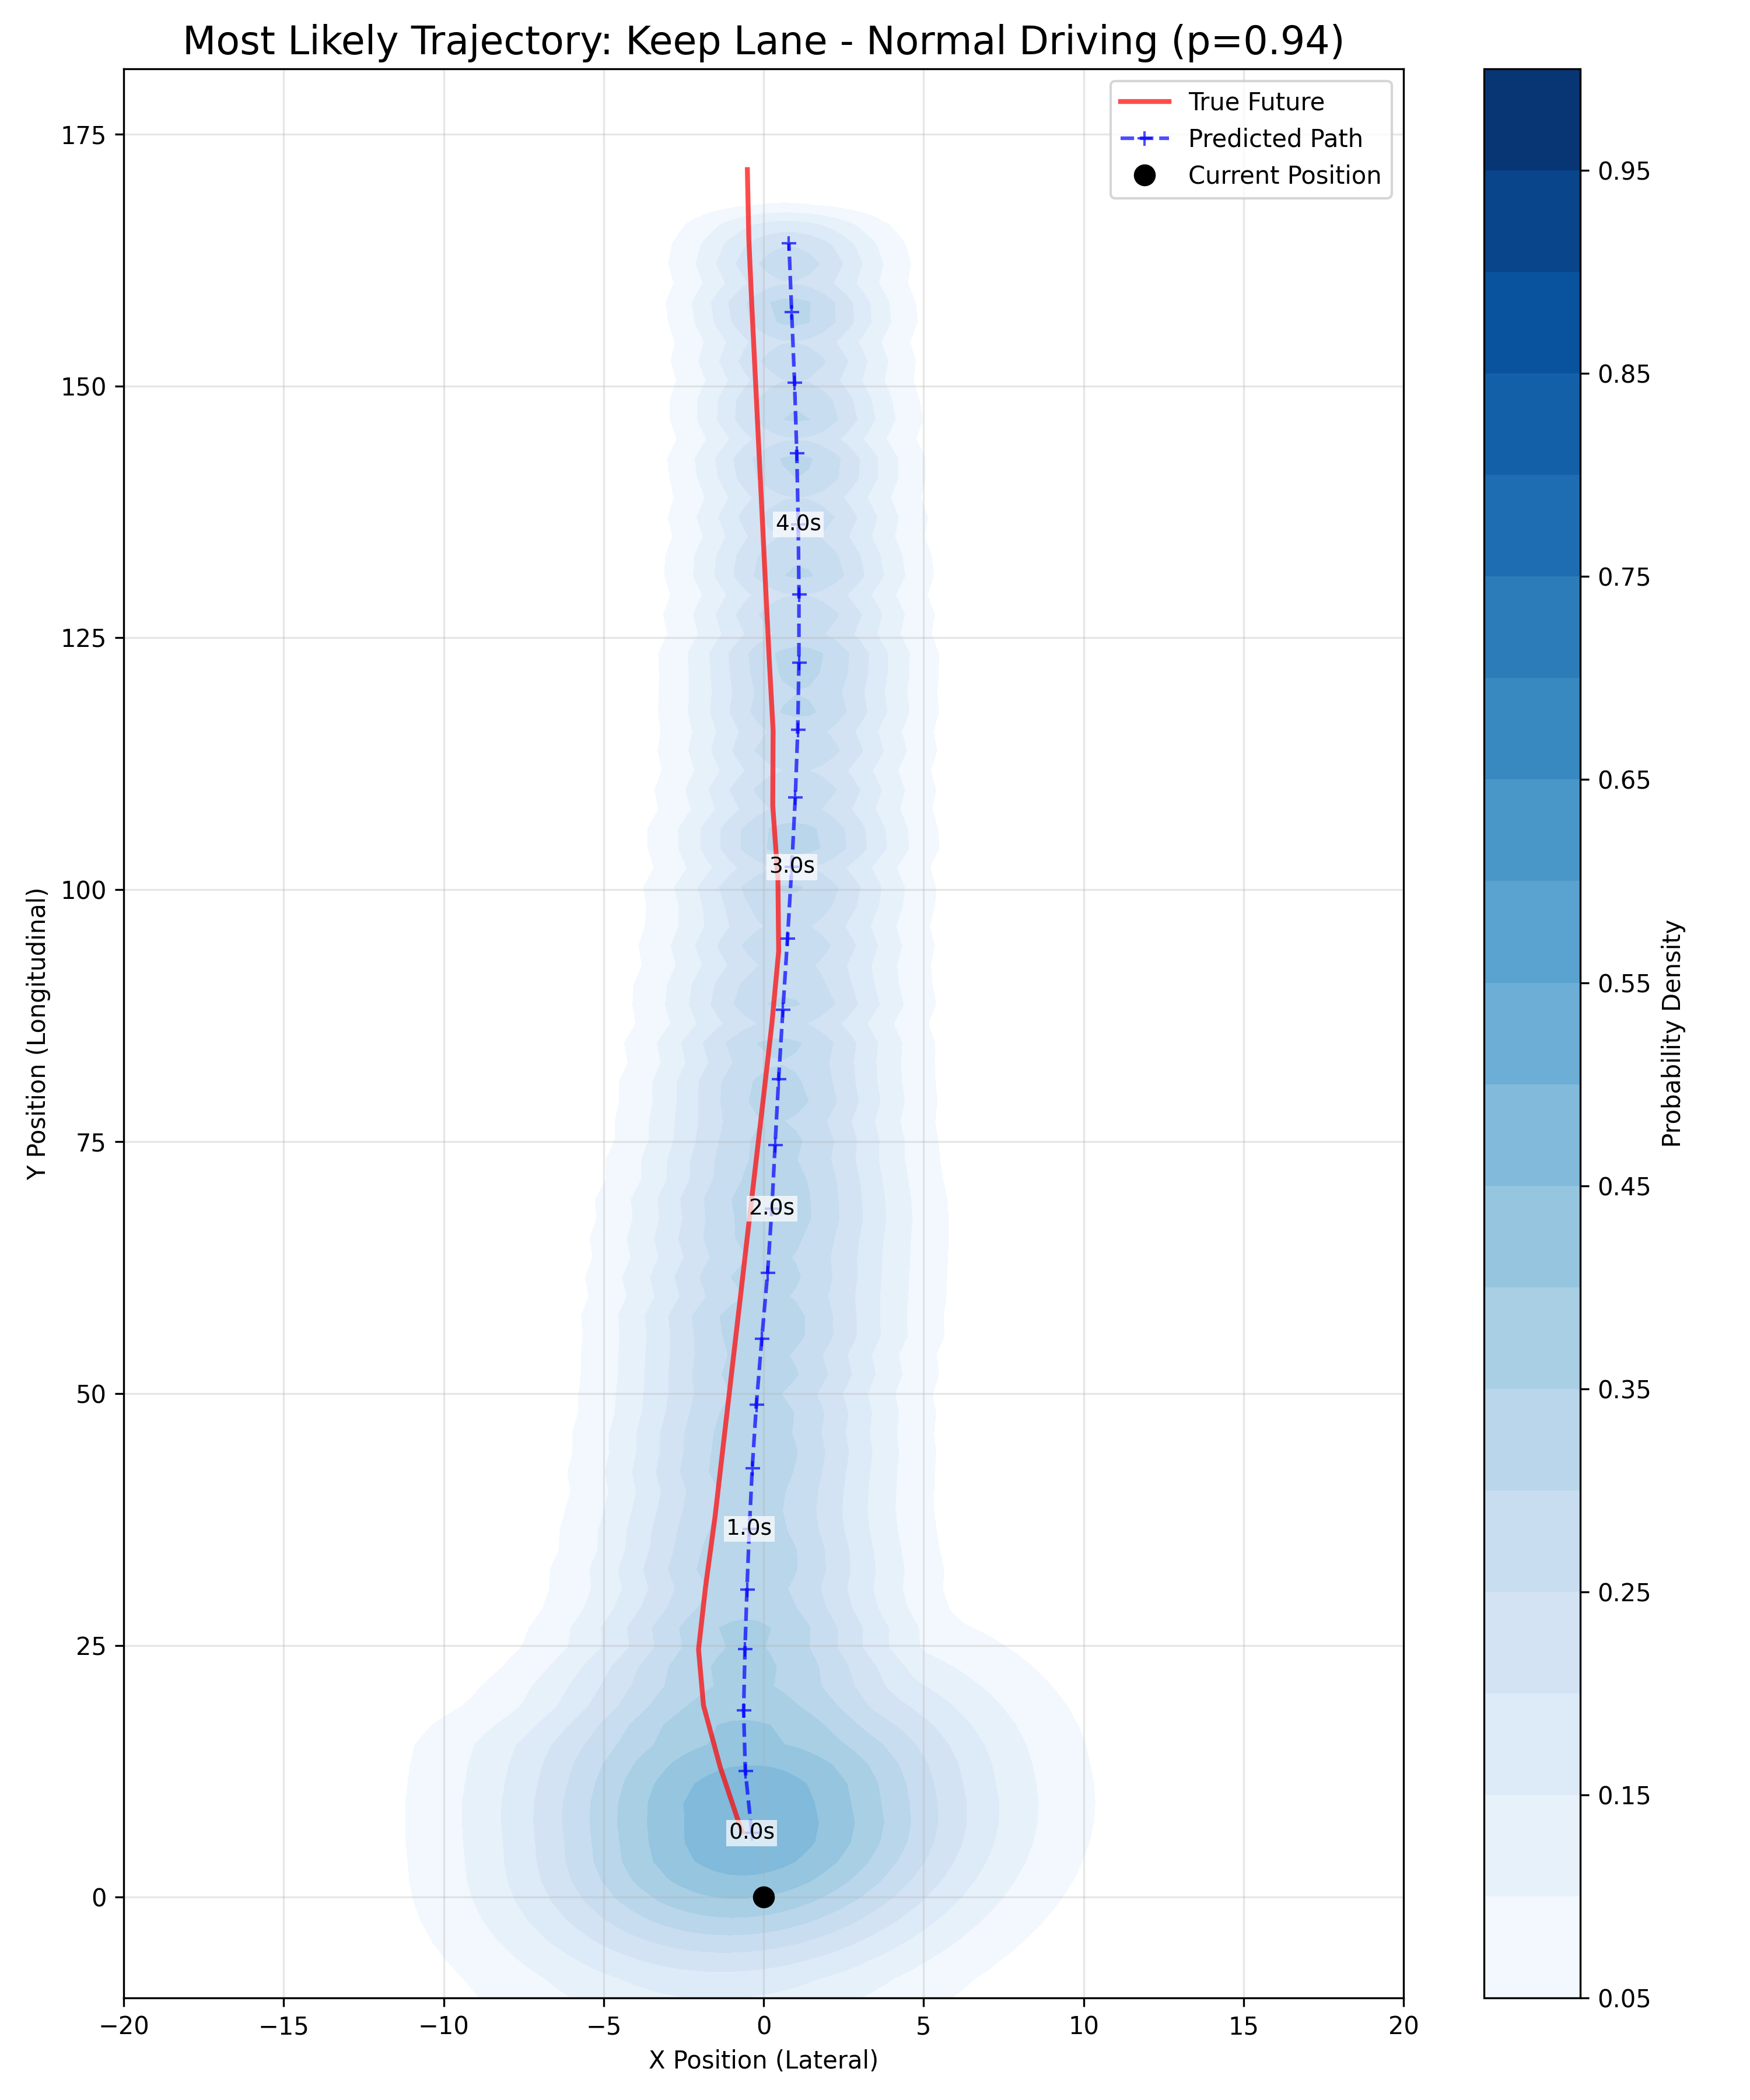 Most Likely Trajectory: Keep Lane - Normal Driving (p=0.94)
True Future
Predicted Path
Current Position
175
150
125
100
75
50
25
0
Y Position (Longitudinal)
4.0s
3.0s
2.0s
1.0s
0.0s
−20
−15
−10
−5
0
5
10
15
20
X Position (Lateral)
0.95
0.85
0.75
0.65
0.55
0.45
0.35
0.25
0.15
0.05
Probability Density